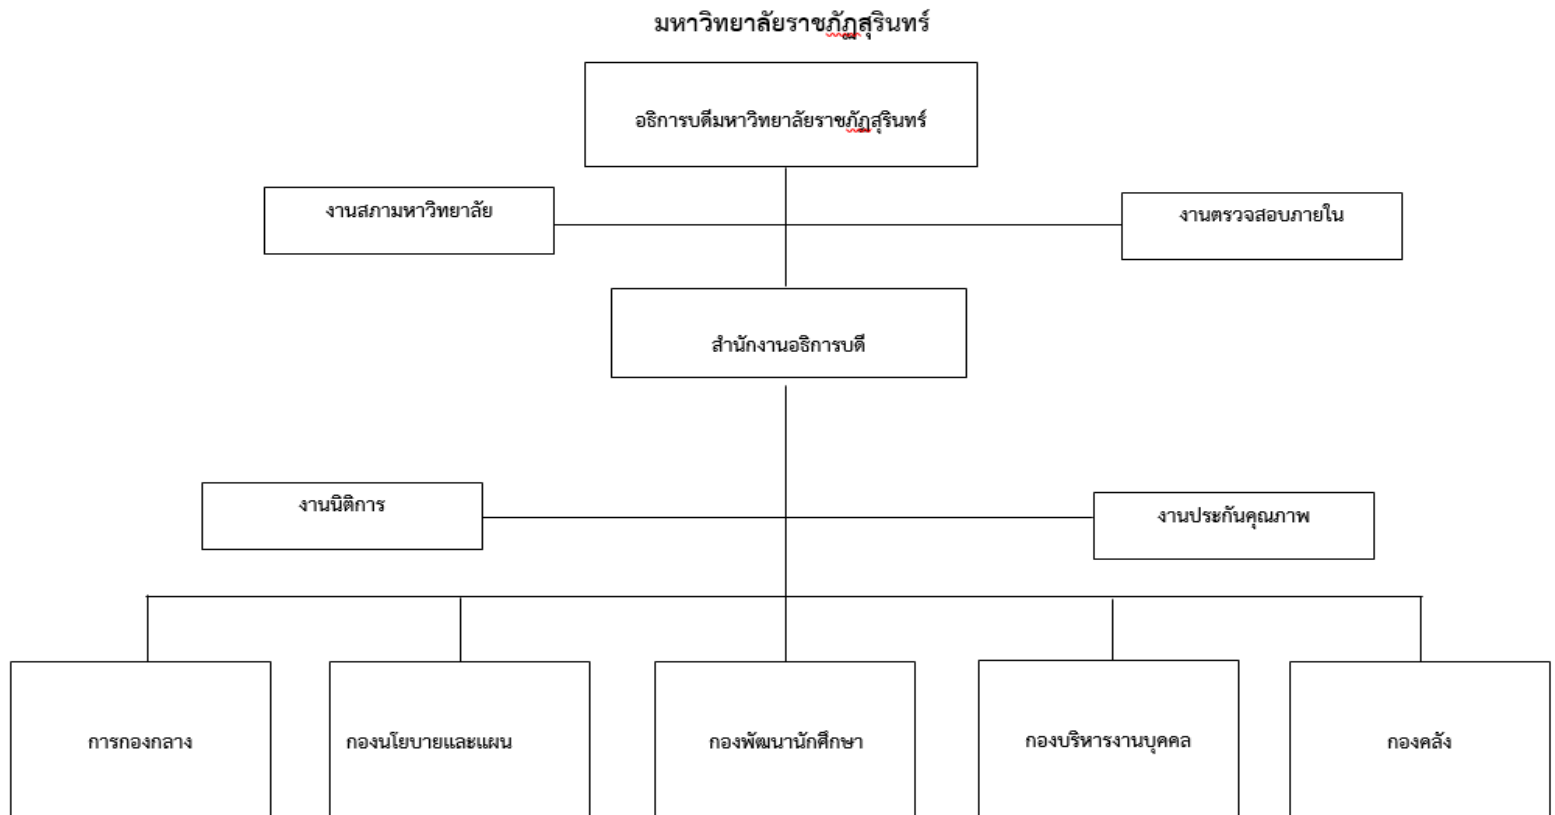 มหาวิทยาลัยราชภัฏสุรินทร์
อธิการบดีมหาวิทยาลัยราชภัฏสุรินทร์
งานสภามหาวิทยาลัย
งานตรวจสอบภายใน
สำนักงานอธิการบดี
งานนิติการ
งานประกันคุณภาพ
การกองกลาง
กองนโยบายและแผน
กองพัฒนานักศึกษา
กองบริหารงานบุคคล
กองคลัง